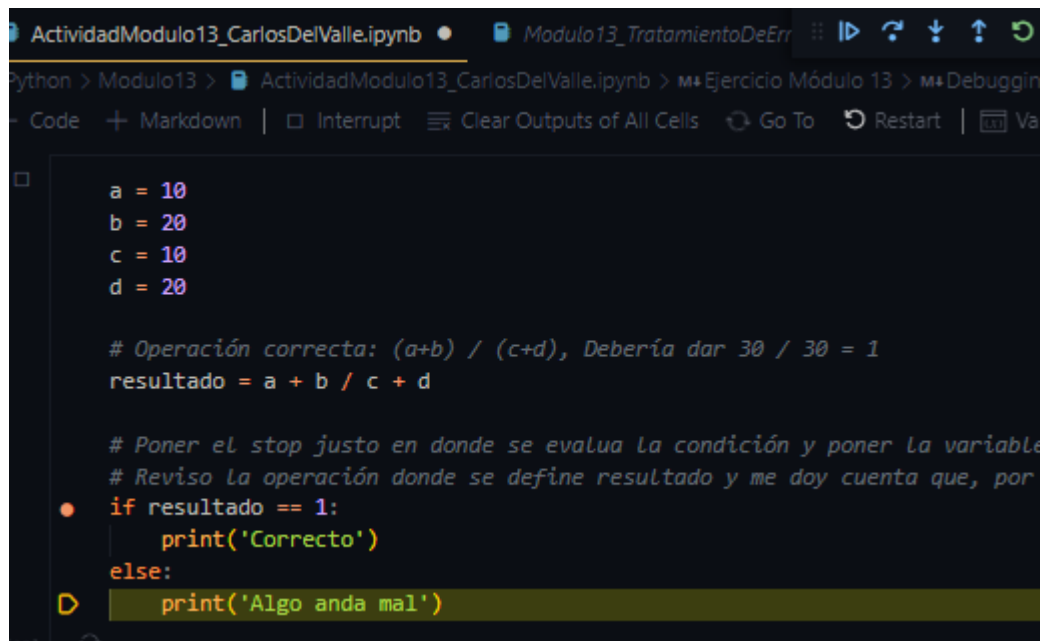 ActividadModulo13_CarlosDelValle.ipynb
Modulo13_TratamientoDeErr
Python > Modulo13 > ActividadModulo13_CarlosDelValle.ipynb > M↓Ejercicio Módulo 13 > M↓Debuggin
Code + Markdown | Interrupt Clear Outputs of All Cells Go To Restart | Va
a = 10
b = 20
c = 10
d = 20
# Operación correcta: (a+b) / (c+d), Debería dar 30 / 30 = 1
resultado = a + b / c + d
# Poner el stop justo en donde se evalua la condición y poner la variable
# Reviso la operación donde se define resultado y me doy cuenta que, por
if resultado == 1:
print('Correcto')
else:
print('Algo anda mal')